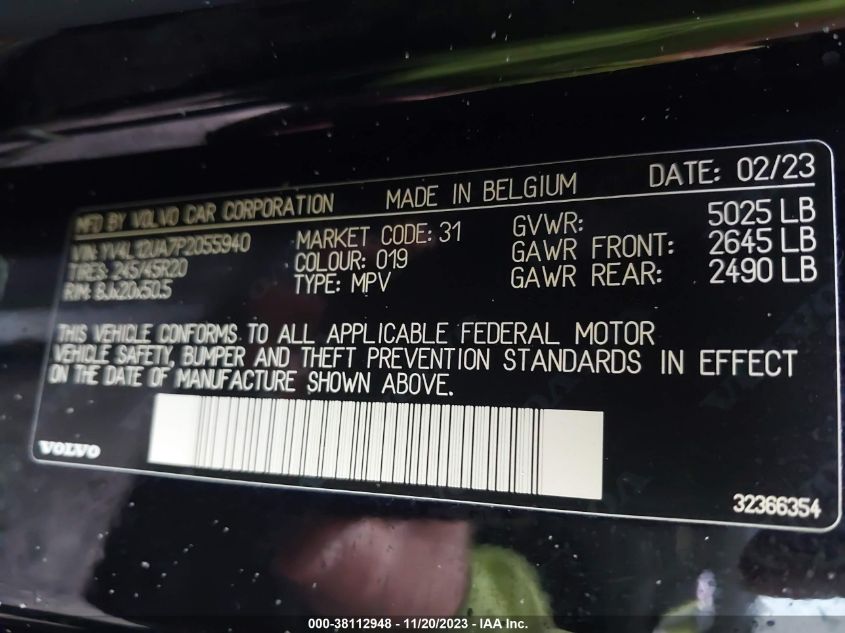 MFD BY VOLVO CAR CORPORATION MADE IN BELGIUM DATE: 02/23
VIN: YV4L12UA7P2055940 MARKET CODE: 31 GVWR: 5025 LB
TIRES: 245/45R20 COLOUR: 019 GAWR FRONT: 2645 LB
RIM: 8Jx20x50.5 TYPE: MPV GAWR REAR: 2490 LB
THIS VEHICLE CONFORMS TO ALL APPLICABLE FEDERAL MOTOR
VEHICLE SAFETY, BUMPER AND THEFT PREVENTION STANDARDS IN EFFECT
ON THE DATE OF MANUFACTURE SHOWN ABOVE.
VOLVO
32366354
000-38112948 - 11/20/2023 - IAA Inc.